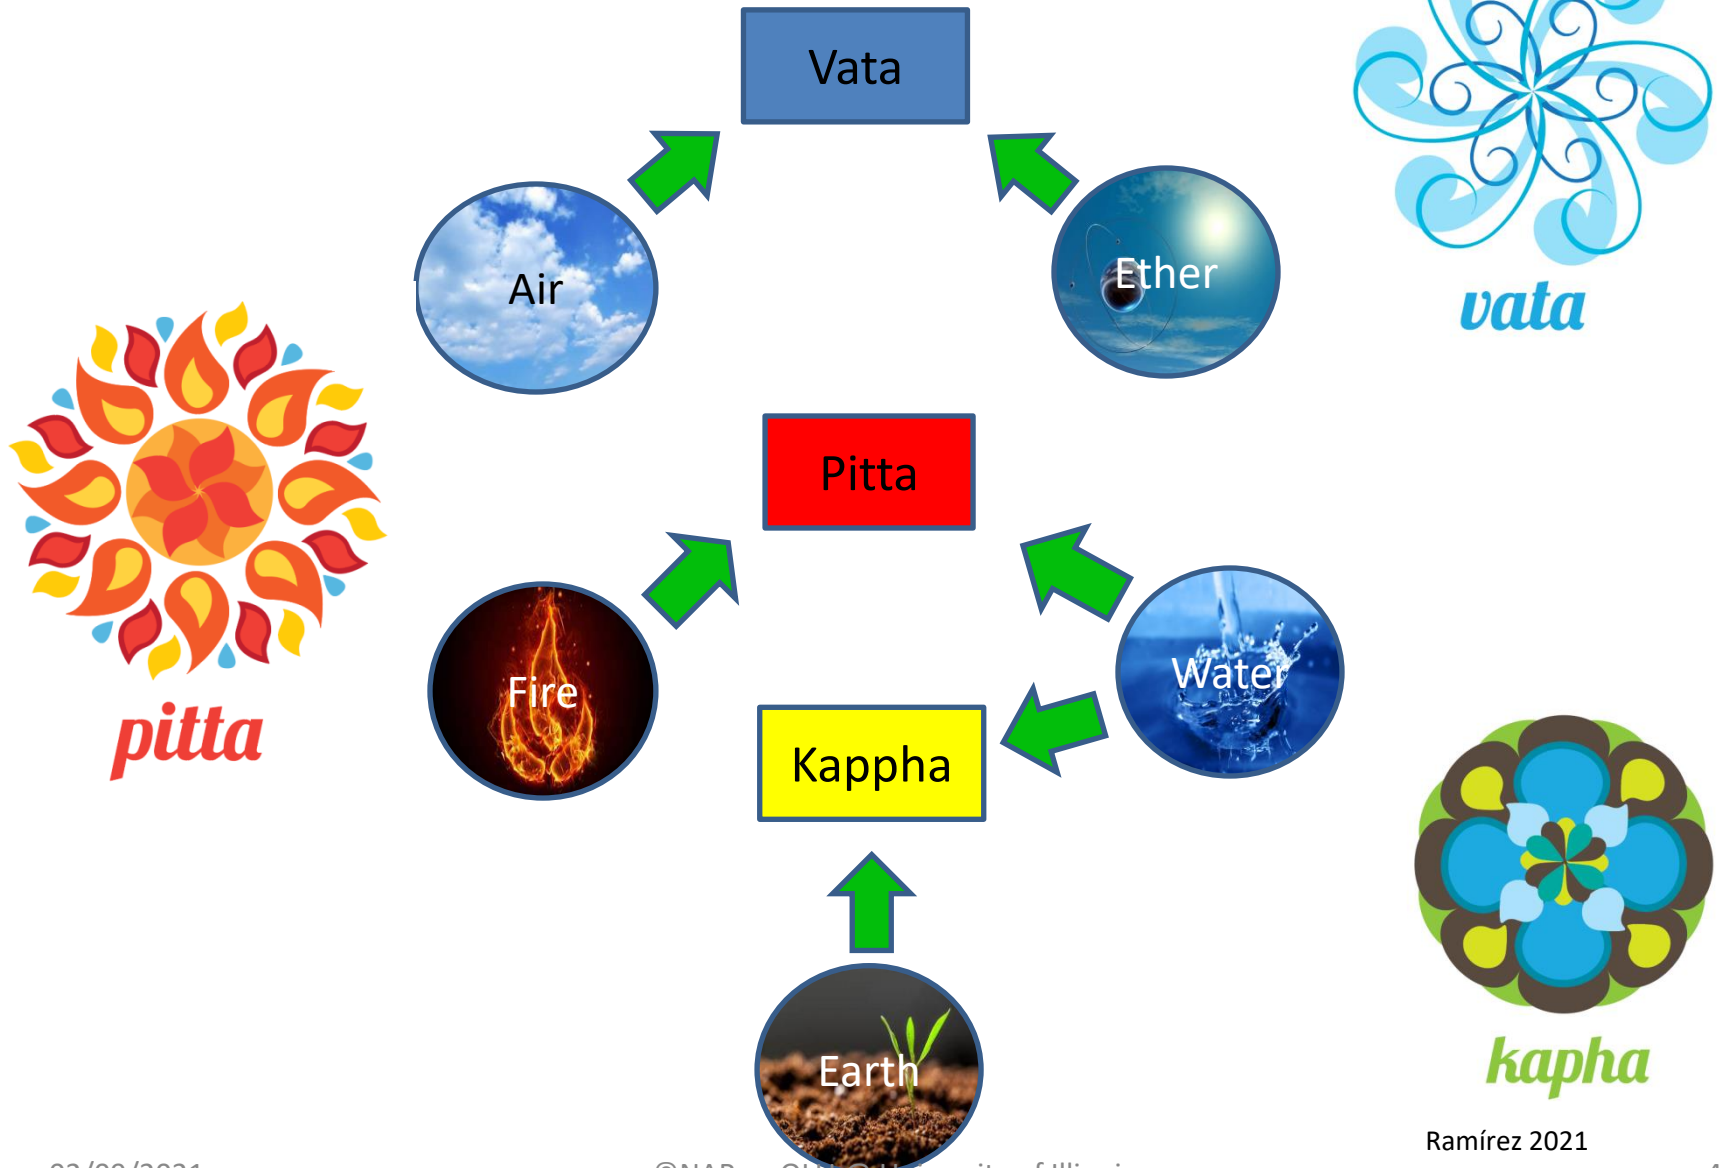 Vata
Air
Ether
vata
Pitta
pitta
Fire
Water
Kappha
Earth
kapha
Ramírez 2021